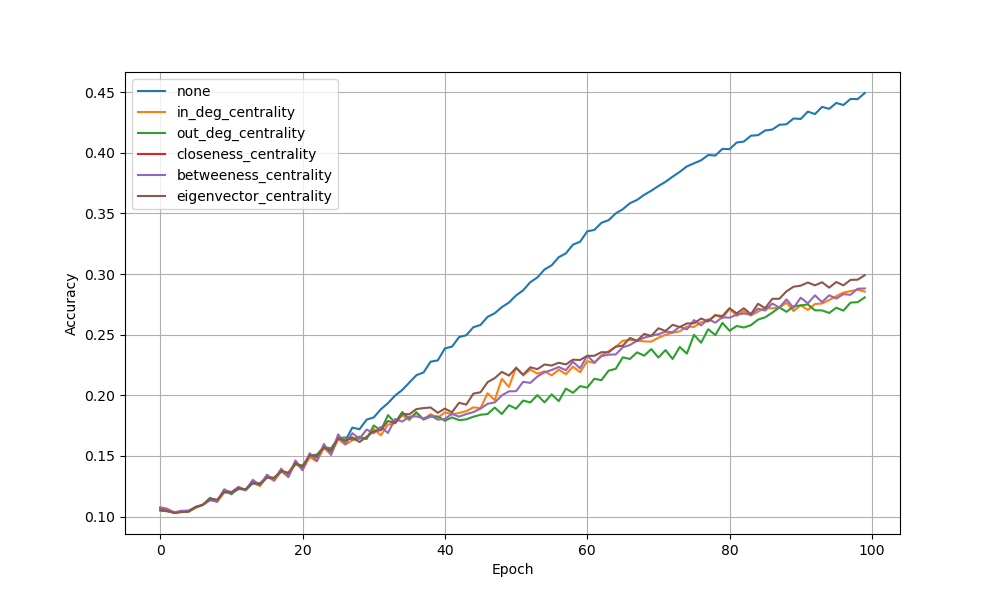 none
in_deg_centrality
out_deg_centrality
closeness_centrality
betweeness_centrality
eigenvector_centrality
0.45
0.40
0.35
0.30
0.25
0.20
0.15
0.10
Accuracy
0 20 40 60 80 100
Epoch